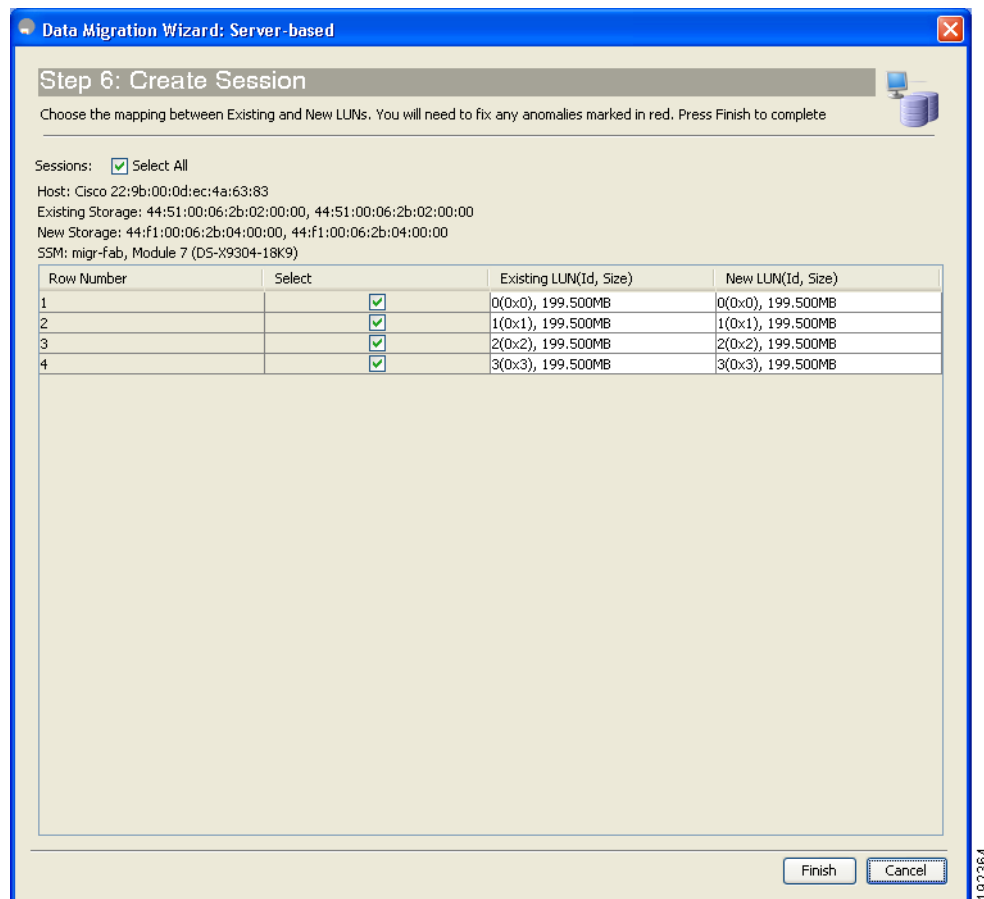 Data Migration Wizard: Server-based
Step 6: Create Session
Choose the mapping between Existing and New LUNs. You will need to fix any anomalies marked in red. Press Finish to complete
Sessions: Select All
Host: Cisco 22:9b:00:0d:ec:4a:63:83
Existing Storage: 44:51:00:06:2b:02:00:00, 44:51:00:06:2b:02:00:00
New Storage: 44:f1:00:06:2b:04:00:00, 44:f1:00:06:2b:04:00:00
SSM: migr-fab, Module 7 (DS-X9304-18K9)
Row Number Select Existing LUN(Id, Size) New LUN(Id, Size)
1 0(0x0), 199.500MB 0(0x0), 199.500MB
2 1(0x1), 199.500MB 1(0x1), 199.500MB
3 2(0x2), 199.500MB 2(0x2), 199.500MB
4 3(0x3), 199.500MB 3(0x3), 199.500MB
Finish Cancel
192364